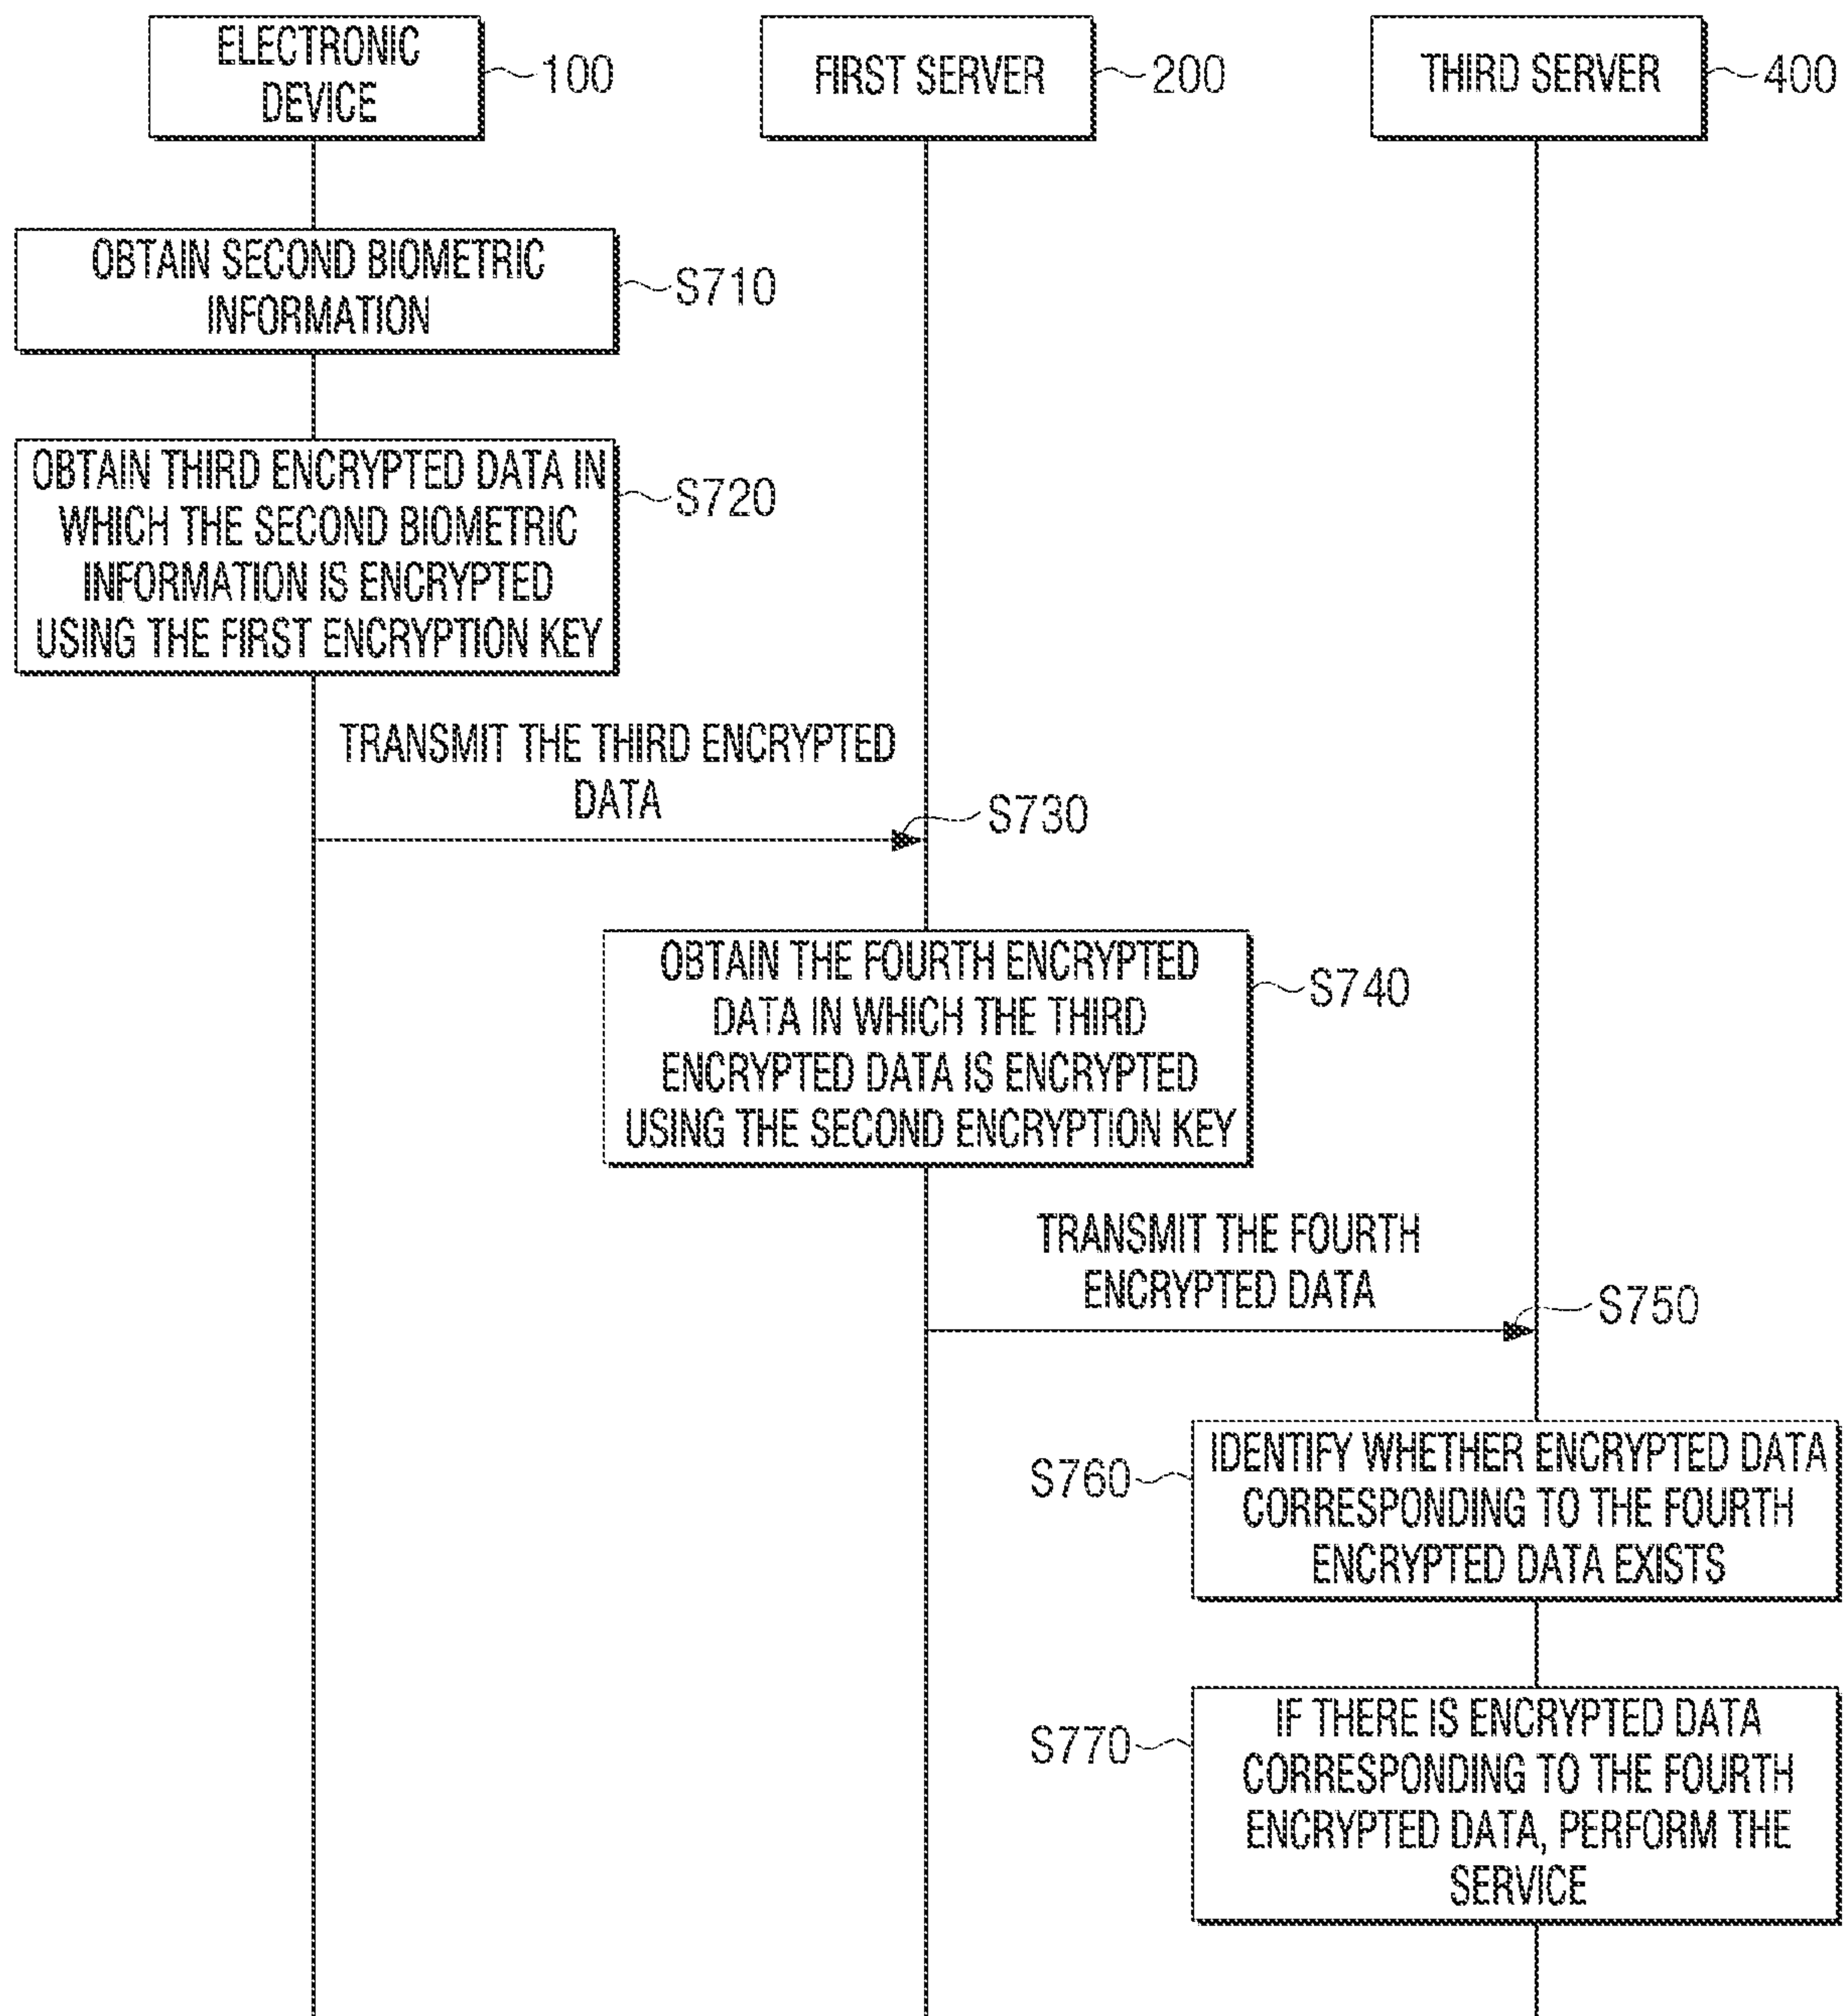 ELECTRONIC
DEVICE
100
FIRST SERVER
200
THIRD SERVER
400
OBTAIN SECOND BIOMETRIC
INFORMATION
S710
OBTAIN THIRD ENCRYPTED DATA IN
WHICH THE SECOND BIOMETRIC
INFORMATION IS ENCRYPTED
USING THE FIRST ENCRYPTION KEY
S720
TRANSMIT THE THIRD ENCRYPTED
DATA
S730
OBTAIN THE FOURTH ENCRYPTED
DATA IN WHICH THE THIRD
ENCRYPTED DATA IS ENCRYPTED
USING THE SECOND ENCRYPTION KEY
S740
TRANSMIT THE FOURTH
ENCRYPTED DATA
S750
S760
IDENTIFY WHETHER ENCRYPTED DATA
CORRESPONDING TO THE FOURTH
ENCRYPTED DATA EXISTS
S770
IF THERE IS ENCRYPTED DATA
CORRESPONDING TO THE FOURTH
ENCRYPTED DATA, PERFORM THE
SERVICE